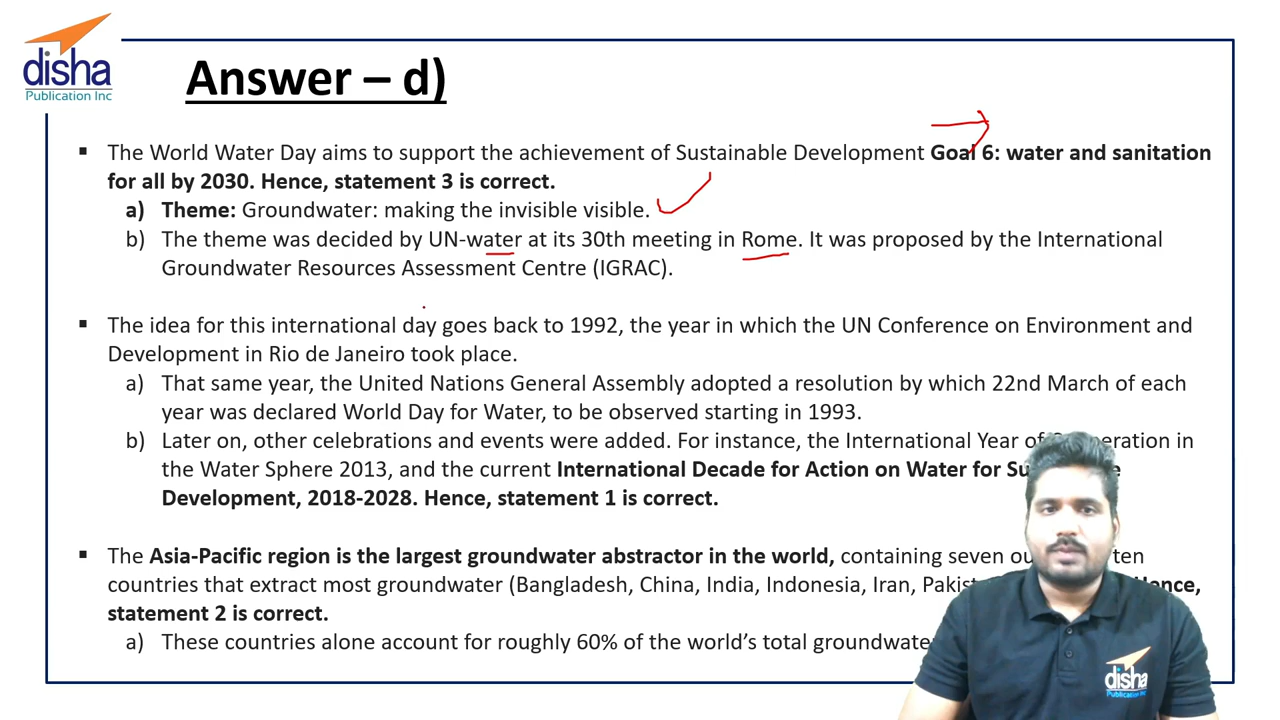 disha
Publication Inc
Answer – d)
▪ The World Water Day aims to support the achievement of Sustainable Development Goal 6: water and sanitation
for all by 2030. Hence, statement 3 is correct.
a) Theme: Groundwater: making the invisible visible.
b) The theme was decided by UN-water at its 30th meeting in Rome. It was proposed by the International
Groundwater Resources Assessment Centre (IGRAC).
▪ The idea for this international day goes back to 1992, the year in which the UN Conference on Environment and
Development in Rio de Janeiro took place.
a) That same year, the United Nations General Assembly adopted a resolution by which 22nd March of each
year was declared World Day for Water, to be observed starting in 1993.
b) Later on, other celebrations and events were added. For instance, the International Year of in
the Water Sphere 2013, and the current International Decade for Action on Water for
Development, 2018-2028. Hence, statement 1 is correct.
▪ The Asia-Pacific region is the largest groundwater abstractor in the world, containing seven ten
countries that extract most groundwater (Bangladesh, China, India, Indonesia, Iran, Hence,
statement 2 is correct.
a) These countries alone account for roughly 60% of the world's total
disha
Publication Inc